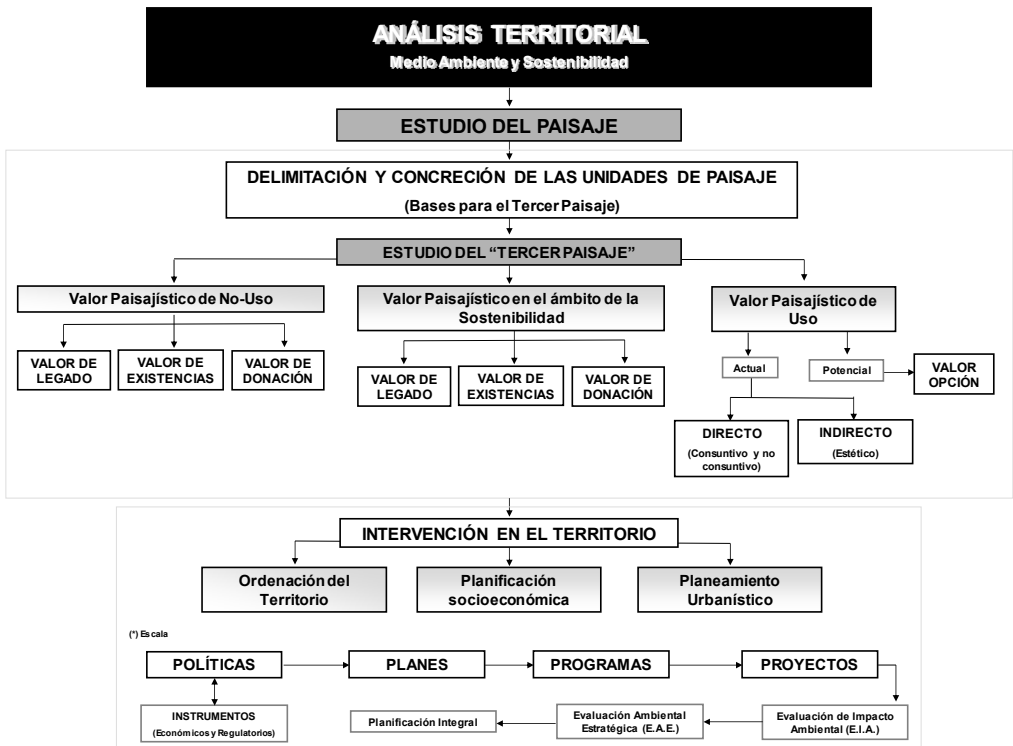 ANÁLISIS TERRITORIAL
Medio Ambiente y Sostenibilidad
ESTUDIO DEL PAISAJE
DELIMITACIÓN Y CONCRECIÓN DE LAS UNIDADES DE PAISAJE
(Bases para el Tercer Paisaje)
ESTUDIO DEL “TERCER PAISAJE”
Valor Paisajístico de No-Uso
VALOR DE
LEGADO
VALOR DE
EXISTENCIAS
VALOR DE
DONACIÓN
Valor Paisajístico en el ámbito de la
Sostenibilidad
VALOR DE
LEGADO
VALOR DE
EXISTENCIAS
VALOR DE
DONACIÓN
Valor Paisajístico de
Uso
Actual
Potencial
VALOR
OPCIÓN
DIRECTO
(Consuntivo y no
consuntivo)
INDIRECTO
(Estético)
INTERVENCIÓN EN EL TERRITORIO
Ordenación del
Territorio
Planificación
socioeconómica
Planeamiento
Urbanístico
(*) Escala
POLÍTICAS
PLANES
PROGRAMAS
PROYECTOS
INSTRUMENTOS
(Económicos y Regulatorios)
Planificación Integral
Evaluación Ambiental
Estratégica (E.A.E.)
Evaluación de Impacto
Ambiental (E.I.A.)